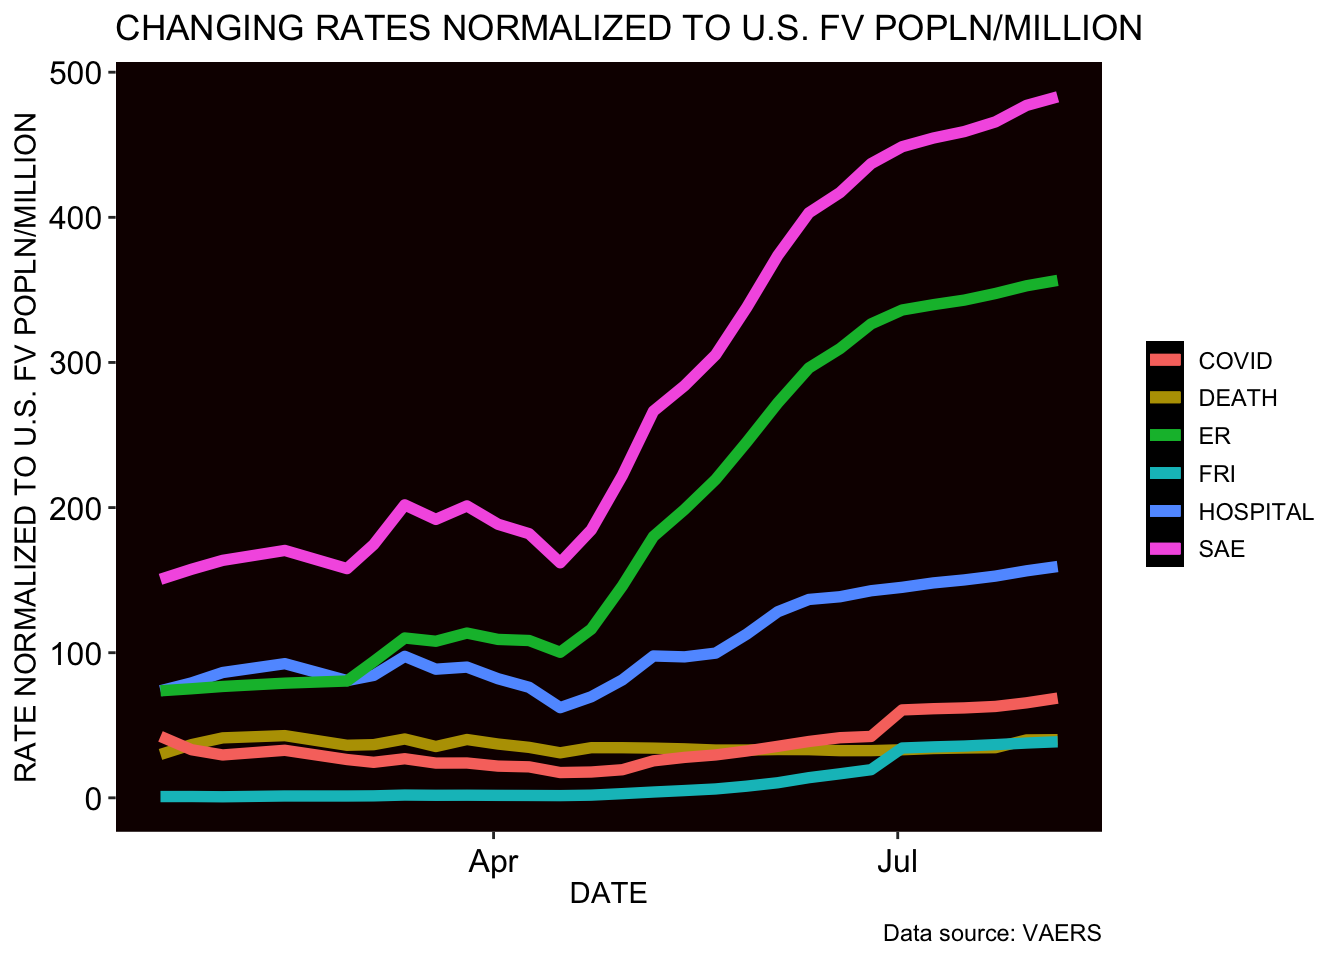 CHANGING RATES NORMALIZED TO U.S. FV POPLN/MILLION
RATE NORMALIZED TO U.S. FV POPLN/MILLION
500
400
300
200
100
0
Apr
Jul
DATE
COVID
DEATH
ER
FRI
HOSPITAL
SAE
Data source: VAERS